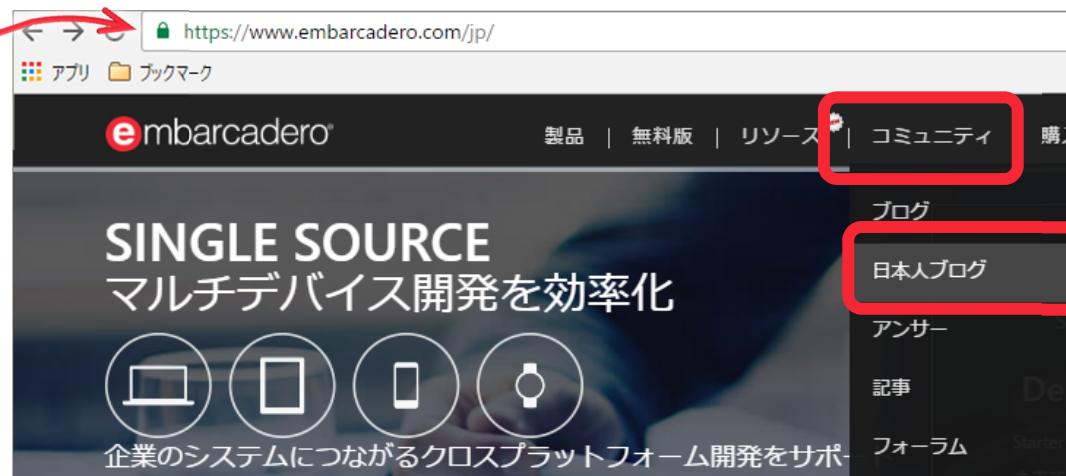 https://www.embarcadero.com/jp/
アプリ ブックマーク
embarcadero 製品 | 無料版 | リソース | コミュニティ
ブログ
SINGLE SOURCE
日本人ブログ
マルチデバイス開発を効率化
アンサー
記事
企業のシステムにつながるクロスプラットフォーム開発をサポ
フォーラム
Starter